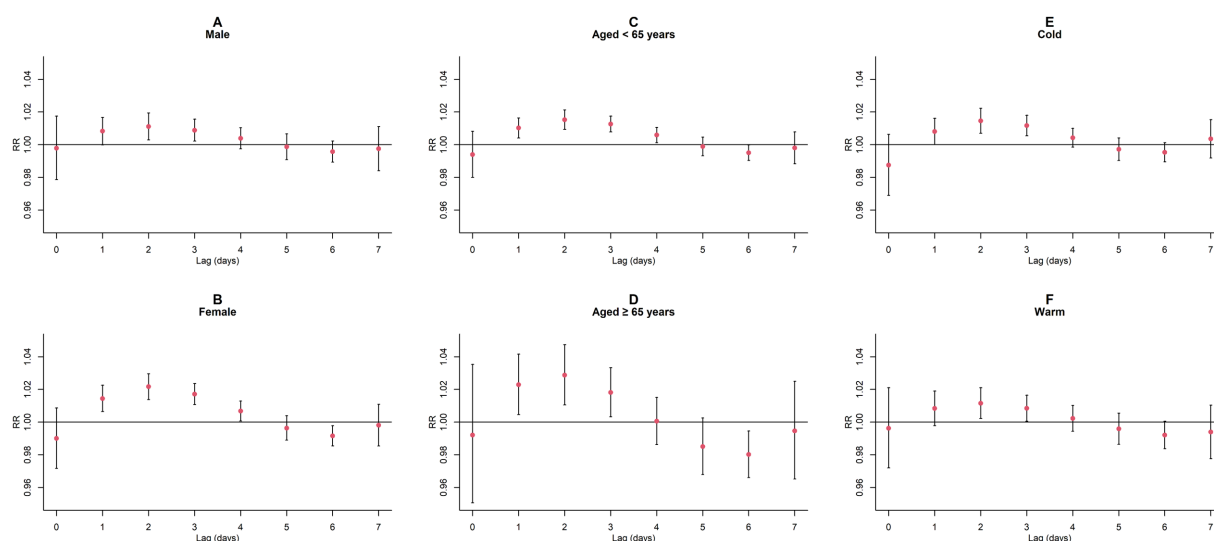 A
Male
RR
0.96 0.98 1.00 1.02 1.04
0 1 2 3 4 5 6 7
Lag (days)
C
Aged < 65 years
RR
0.96 0.98 1.00 1.02 1.04
0 1 2 3 4 5 6 7
Lag (days)
E
Cold
RR
0.96 0.98 1.00 1.02 1.04
0 1 2 3 4 5 6 7
Lag (days)
B
Female
RR
0.96 0.98 1.00 1.02 1.04
0 1 2 3 4 5 6 7
Lag (days)
D
Aged ≥ 65 years
RR
0.96 0.98 1.00 1.02 1.04
0 1 2 3 4 5 6 7
Lag (days)
F
Warm
RR
0.96 0.98 1.00 1.02 1.04
0 1 2 3 4 5 6 7
Lag (days)